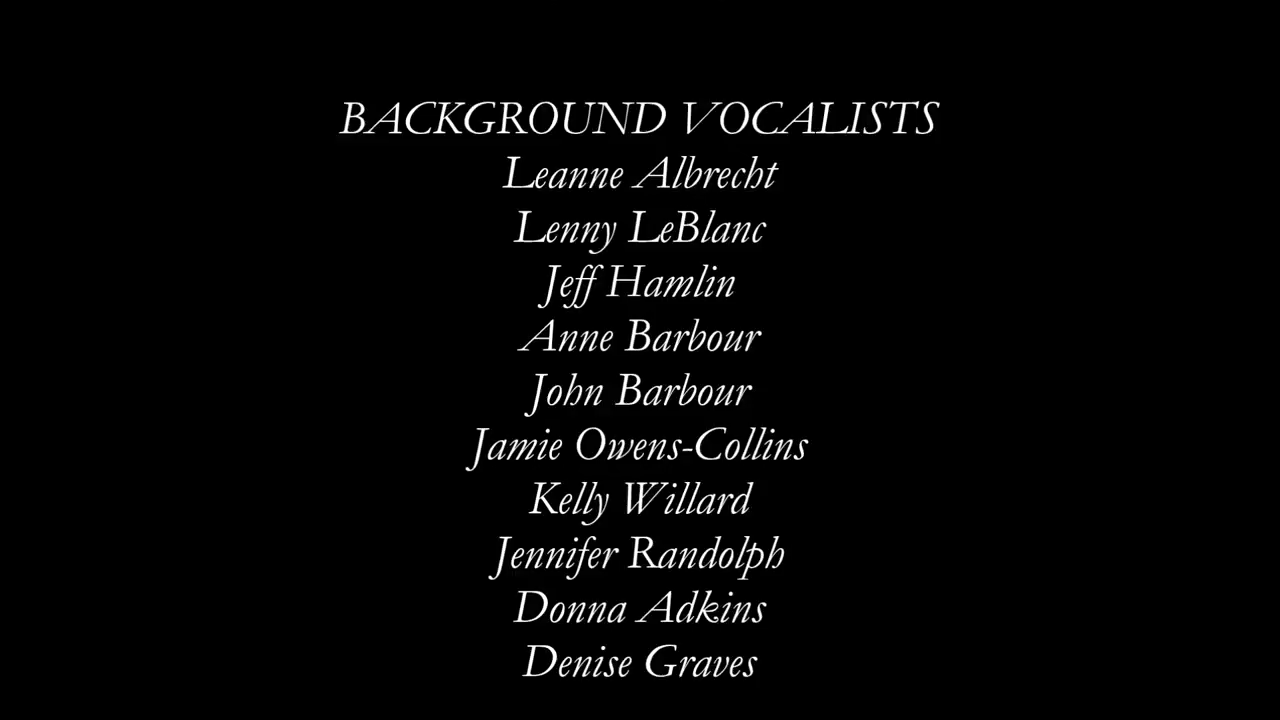 BACKGROUND VOCALISTS
Leanne Albrecht
Lenny LeBlanc
Jeff Hamlin
Anne Barbour
John Barbour
Jamie Owens-Collins
Kelly Willard
Jennifer Randolph
Donna Adkins
Denise Graves